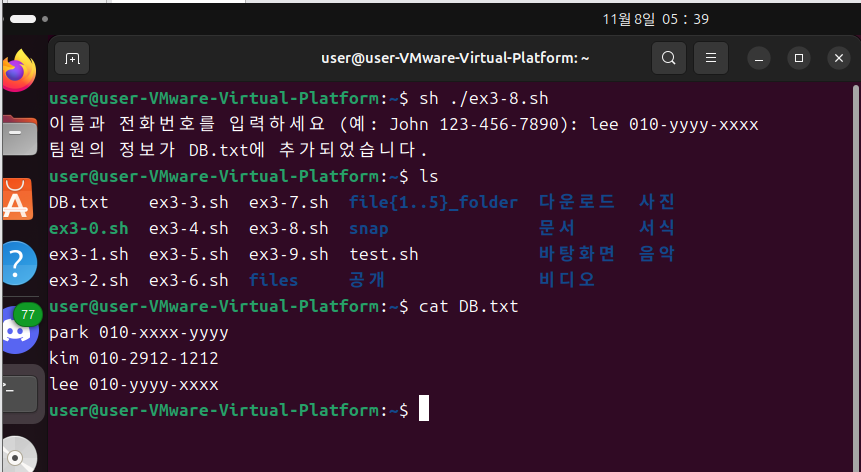 11월 8일 05 : 39
user@user-VMware-Virtual-Platform: ~
user@user-VMware-Virtual-Platform:~$ sh ./ex3-8.sh
이름과 전화번호를 입력하세요 (예: John 123-456-7890): lee 010-yyyy-xxxx
팀원의 정보가 DB.txt에 추가되었습니다.
user@user-VMware-Virtual-Platform:~$ ls
DB.txt ex3-3.sh ex3-7.sh file{1..5}_folder 다운로드 사진
ex3-0.sh ex3-4.sh ex3-8.sh snap 문서 서식
ex3-1.sh ex3-5.sh ex3-9.sh test.sh 바탕화면 음악
ex3-2.sh ex3-6.sh files 공개 비디오
user@user-VMware-Virtual-Platform:~$ cat DB.txt
park 010-xxxx-yyyy
kim 010-2912-1212
lee 010-yyyy-xxxx
user@user-VMware-Virtual-Platform:~$
?
77